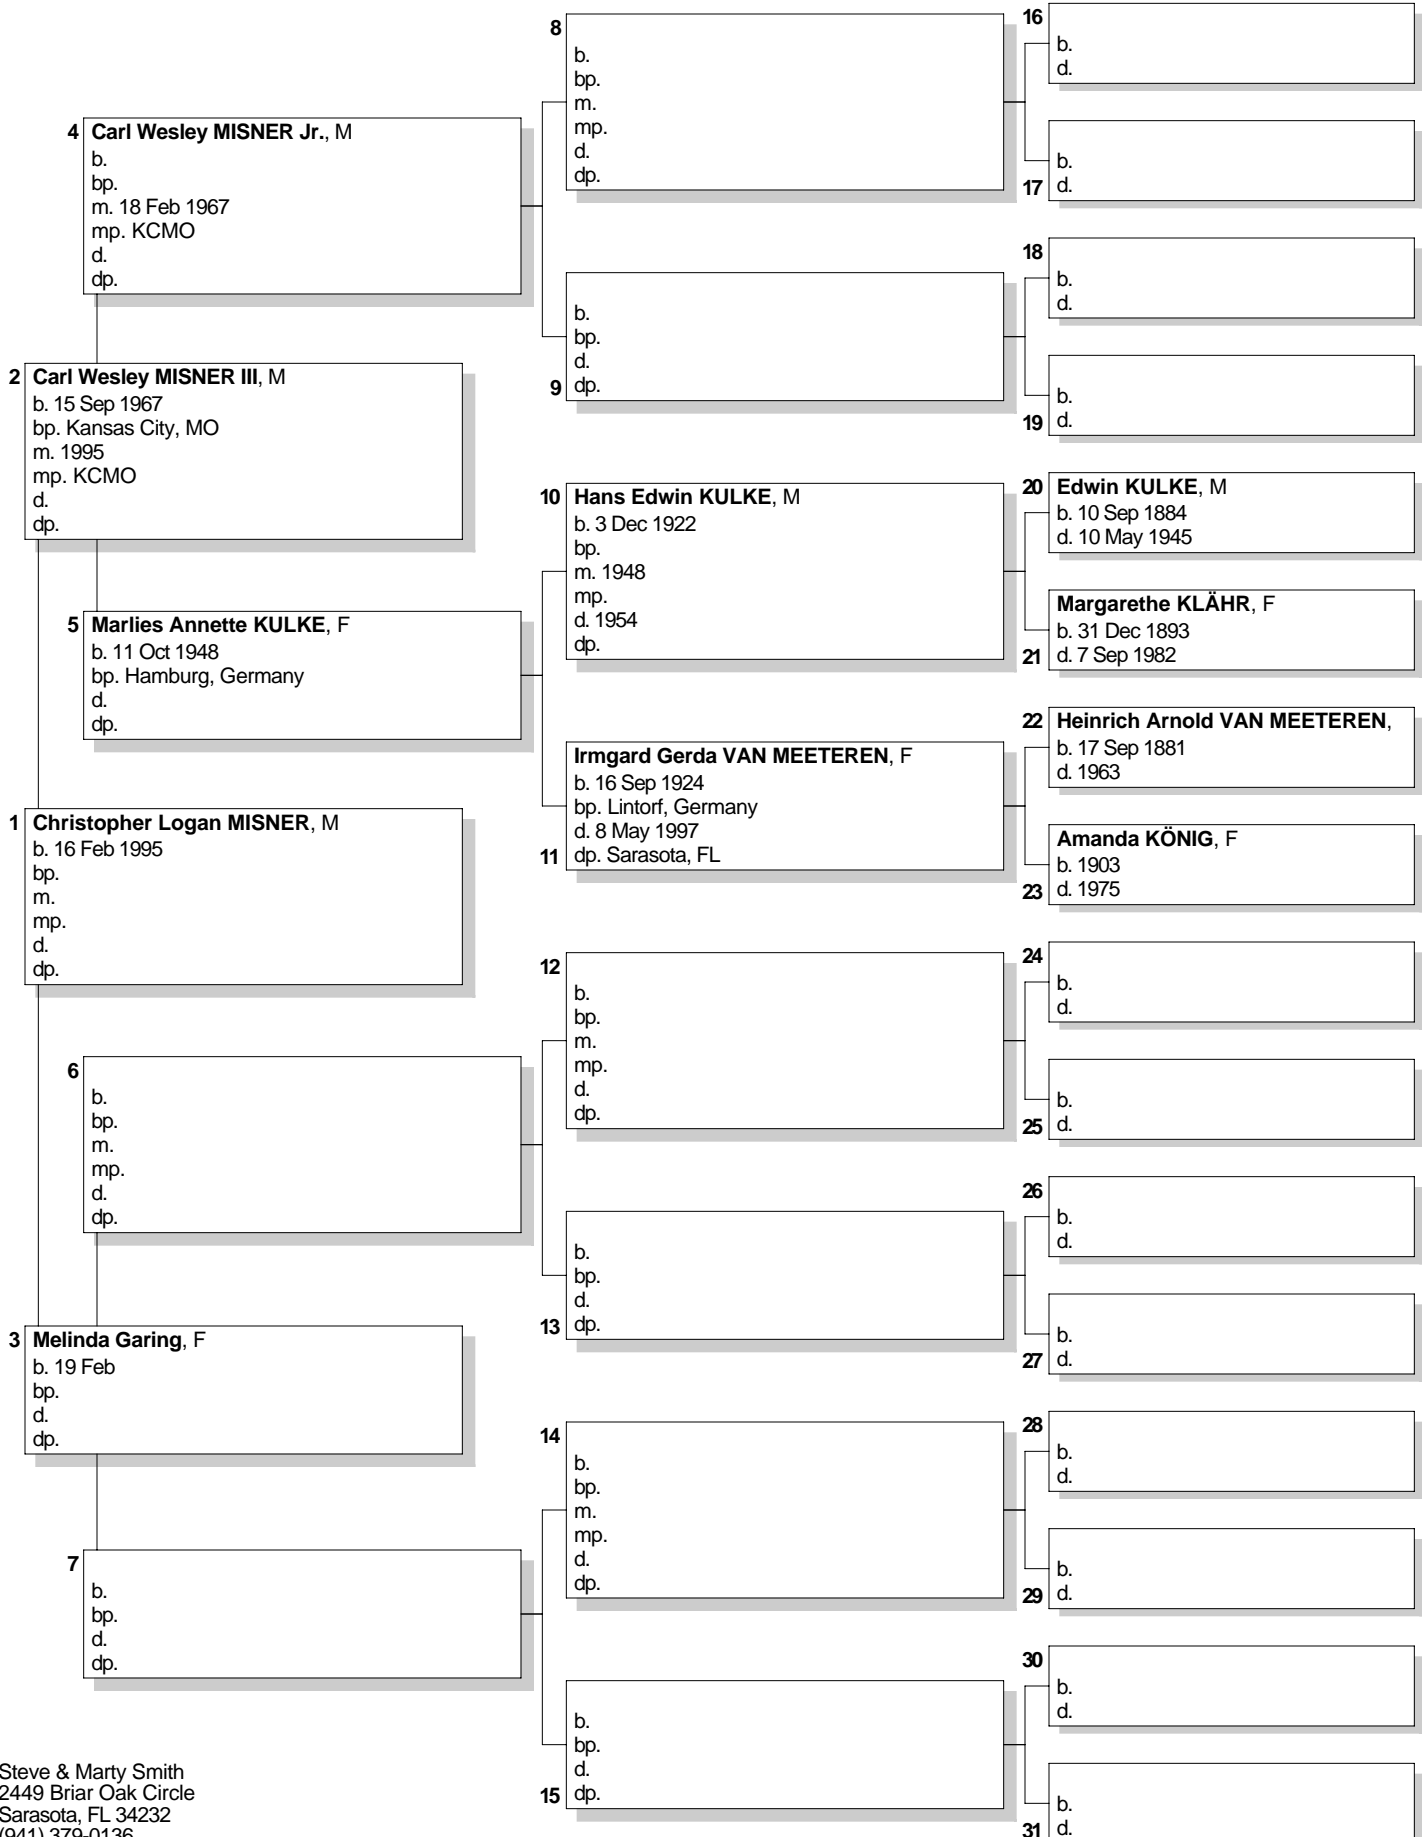 1
Christopher Logan MISNER, M
b. 16 Feb 1995
bp.
m.
mp.
d.
dp.
2
Carl Wesley MISNER III, M
b. 15 Sep 1967
bp. Kansas City, MO
m. 1995
mp. KCMO
d.
dp.
3
Melinda Garing, F
b. 19 Feb
bp.
d.
dp.
4
Carl Wesley MISNER Jr., M
b.
bp.
m. 18 Feb 1967
mp. KCMO
d.
dp.
5
Marlies Annette KULKE, F
b. 11 Oct 1948
bp. Hamburg, Germany
d.
dp.
6
b.
bp.
m.
mp.
d.
dp.
7
b.
bp.
d.
dp.
8
b.
bp.
m.
mp.
d.
dp.
9
b.
bp.
d.
dp.
10
Hans Edwin KULKE, M
b. 3 Dec 1922
bp.
m. 1948
mp.
d. 1954
dp.
11
Irmgard Gerda VAN MEETEREN, F
b. 16 Sep 1924
bp. Lintorf, Germany
d. 8 May 1997
dp. Sarasota, FL
12
b.
bp.
m.
mp.
d.
dp.
13
b.
bp.
d.
dp.
14
b.
bp.
m.
mp.
d.
dp.
15
b.
bp.
d.
dp.
16
b.
d.
17
b.
d.
18
b.
d.
19
b.
d.
20
Edwin KULKE, M
b. 10 Sep 1884
d. 10 May 1945
21
Margarethe KLÄHR, F
b. 31 Dec 1893
d. 7 Sep 1982
22
Heinrich Arnold VAN MEETEREN,
b. 17 Sep 1881
d. 1963
23
Amanda KÖNIG, F
b. 1903
d. 1975
24
b.
d.
25
b.
d.
26
b.
d.
27
b.
d.
28
b.
d.
29
b.
d.
30
b.
d.
31
b.
d.
Steve & Marty Smith
2449 Briar Oak Circle
Sarasota, FL 34232
(941) 379-0136